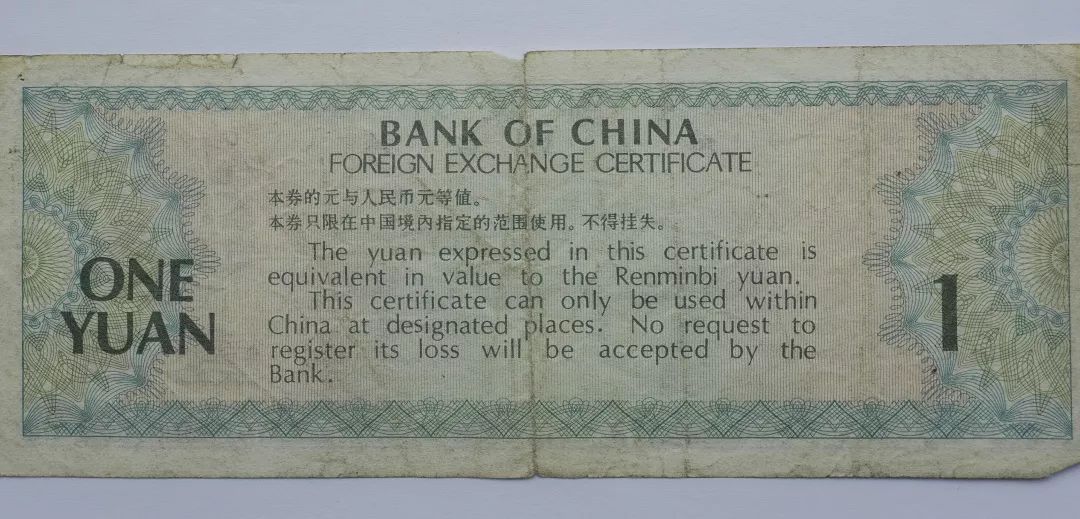 BANK OF CHINA
FOREIGN EXCHANGE CERTIFICATE
本券的元与人民币元等值。
本券只限在中国境内指定的范围使用。不得挂失。
The yuan expressed in this certificate is
equivalent in value to the Renminbi yuan.
This certificate can only be used within
China at designated places. No request to
register its loss will be accepted by the
Bank.
ONE
YUAN
1